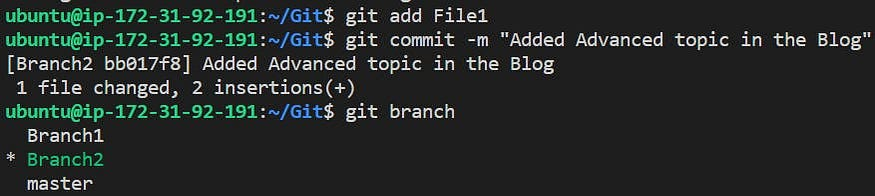 ubuntu@ip-172-31-92-191:~/Git$ git add File1
ubuntu@ip-172-31-92-191:~/Git$ git commit -m "Added Advanced topic in the Blog"
[Branch2 bb017f8] Added Advanced topic in the Blog
 1 file changed, 2 insertions(+)
ubuntu@ip-172-31-92-191:~/Git$ git branch
  Branch1
* Branch2
  master